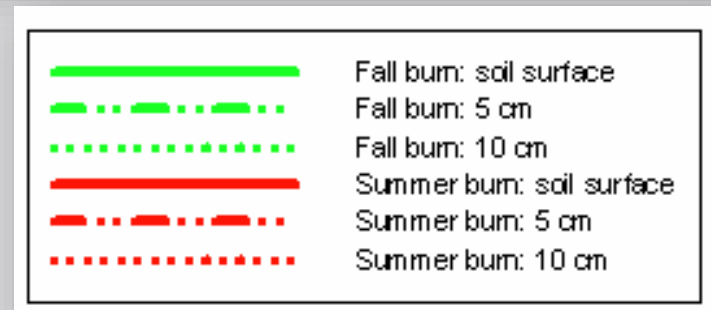 Fall burn: soil surface
Fall burn: 5 cm
Fall burn: 10 cm
Summer burn: soil surface
Summer burn: 5 cm
Summer burn: 10 cm